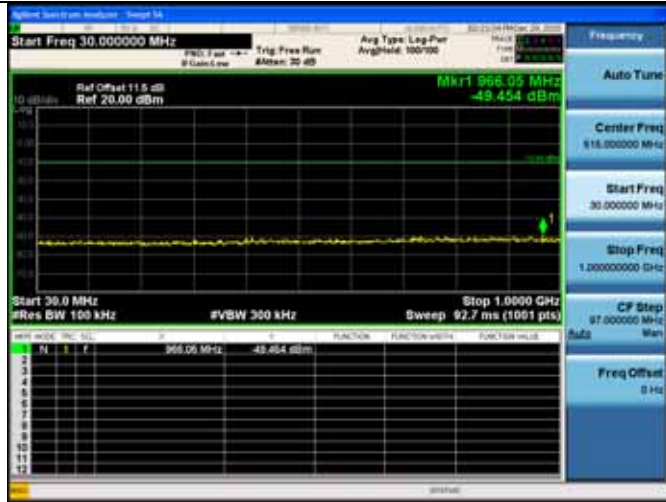 Agilent Spectrum Analyzer - Swept SA
Start Freq 30.000000 MHz
PNO: Fast
IFGain:Low
Trig: Free Run
#Atten: 30 dB
Avg Type: Log-Pwr
Avg|Hold: 100/100
Frequency
Mkr1 966.05 MHz
-49.454 dBm
Ref Offset 11.5 dB
Ref 20.00 dBm
10 dB/div
Log
Auto Tune
Center Freq
515.000000 MHz
Start Freq
30.000000 MHz
Stop Freq
1.000000000 GHz
CF Step
97.000000 MHz
Auto Man
Freq Offset
0 Hz
1
Start 30.0 MHz
Stop 1.0000 GHz
#Res BW 100 kHz
#VBW 300 kHz
Sweep 92.7 ms (1001 pts)
MKR MODE TRC SCL X Y FUNCTION FUNCTION WIDTH FUNCTION VALUE
1 N 1 f 966.05 MHz -49.454 dBm
2
3
4
5
6
7
8
9
10
11
12
MSG
STATUS